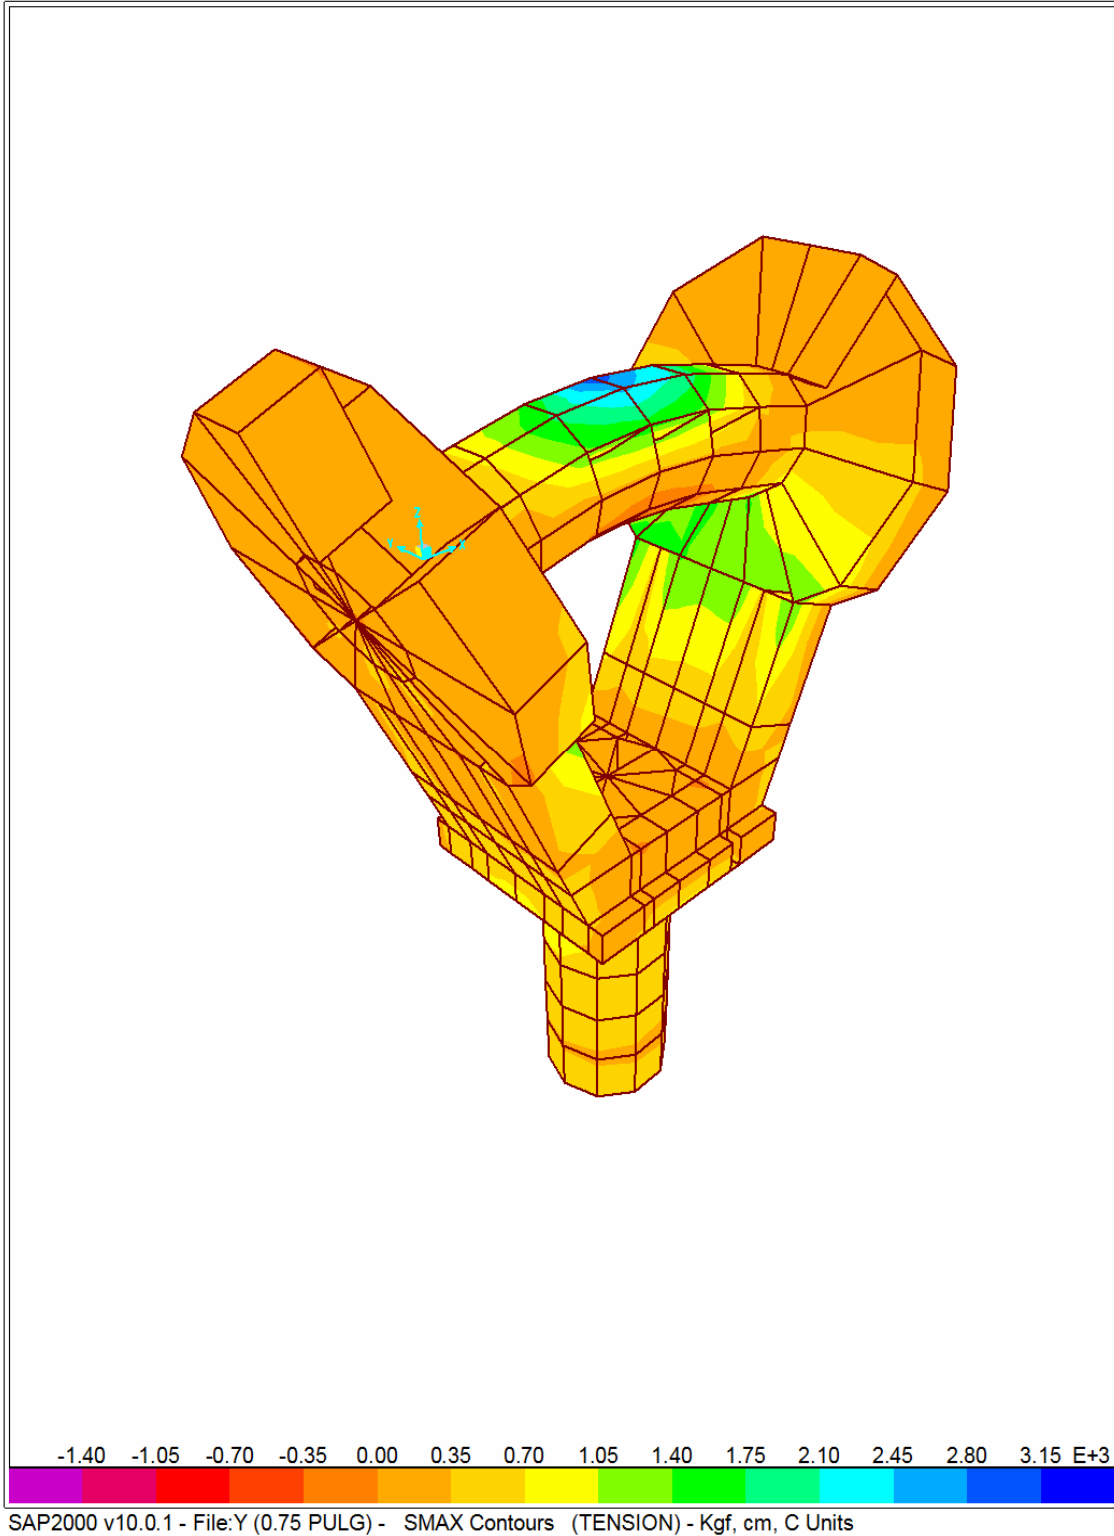 Z
Y
X
-1.40 -1.05 -0.70 -0.35 0.00 0.35 0.70 1.05 1.40 1.75 2.10 2.45 2.80 3.15 E+3
SAP2000 v10.0.1 - File:Y (0.75 PULG) - SMAX Contours (TENSION) - Kgf, cm, C Units